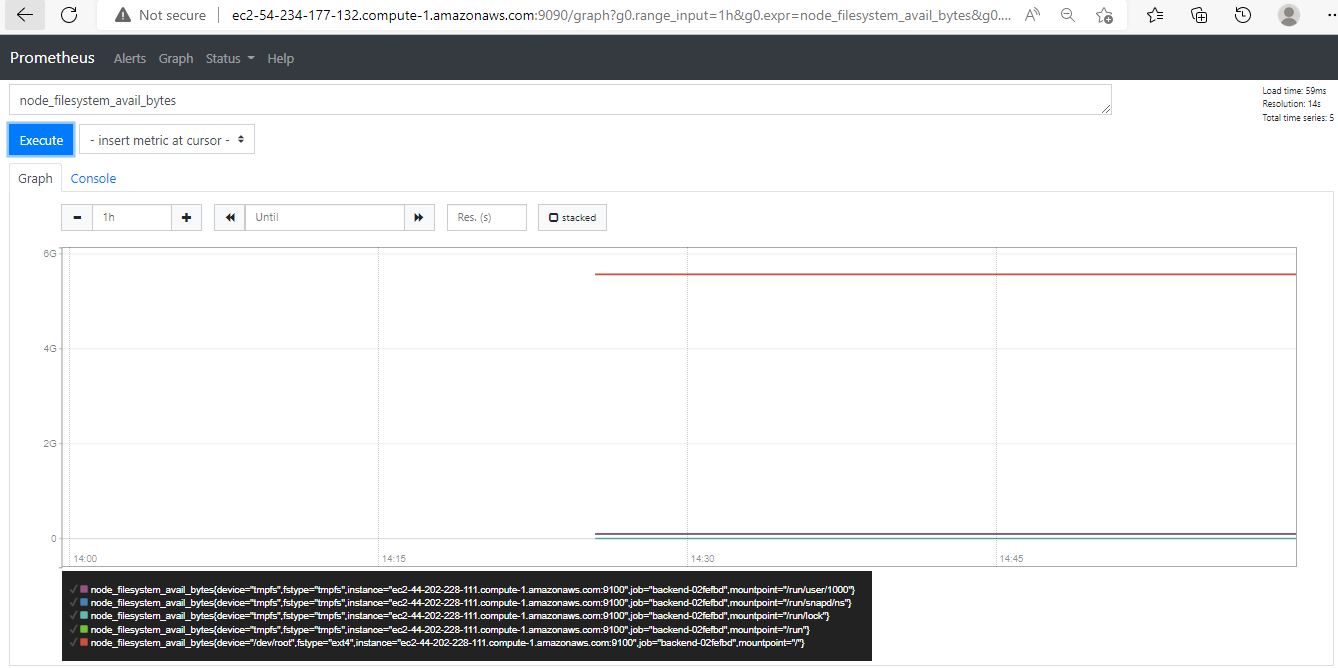 Not secure
ec2-54-234-177-132.compute-1.amazonaws.com:9090/graph?g0.range_input=1h&g0.expr=node_filesystem_avail_bytes&g0....
Prometheus Alerts Graph Status Help
node_filesystem_avail_bytes
Load time: 59ms
Resolution: 14s
Total time series: 5
Execute - insert metric at cursor -
Graph Console
1h Until Res. (s) stacked
6G
4G
2G
0
14:00 14:15 14:30 14:45
node_filesystem_avail_bytes{device="tmpfs",fstype="tmpfs",instance="ec2-44-202-228-111.compute-1.amazonaws.com:9100",job="backend-02fefbd",mountpoint="/run/user/1000"}
node_filesystem_avail_bytes{device="tmpfs",fstype="tmpfs",instance="ec2-44-202-228-111.compute-1.amazonaws.com:9100",job="backend-02fefbd",mountpoint="/run/snapd/ns"}
node_filesystem_avail_bytes{device="tmpfs",fstype="tmpfs",instance="ec2-44-202-228-111.compute-1.amazonaws.com:9100",job="backend-02fefbd",mountpoint="/run/lock"}
node_filesystem_avail_bytes{device="tmpfs",fstype="tmpfs",instance="ec2-44-202-228-111.compute-1.amazonaws.com:9100",job="backend-02fefbd",mountpoint="/run"}
node_filesystem_avail_bytes{device="/dev/root",fstype="ext4",instance="ec2-44-202-228-111.compute-1.amazonaws.com:9100",job="backend-02fefbd",mountpoint="/"}